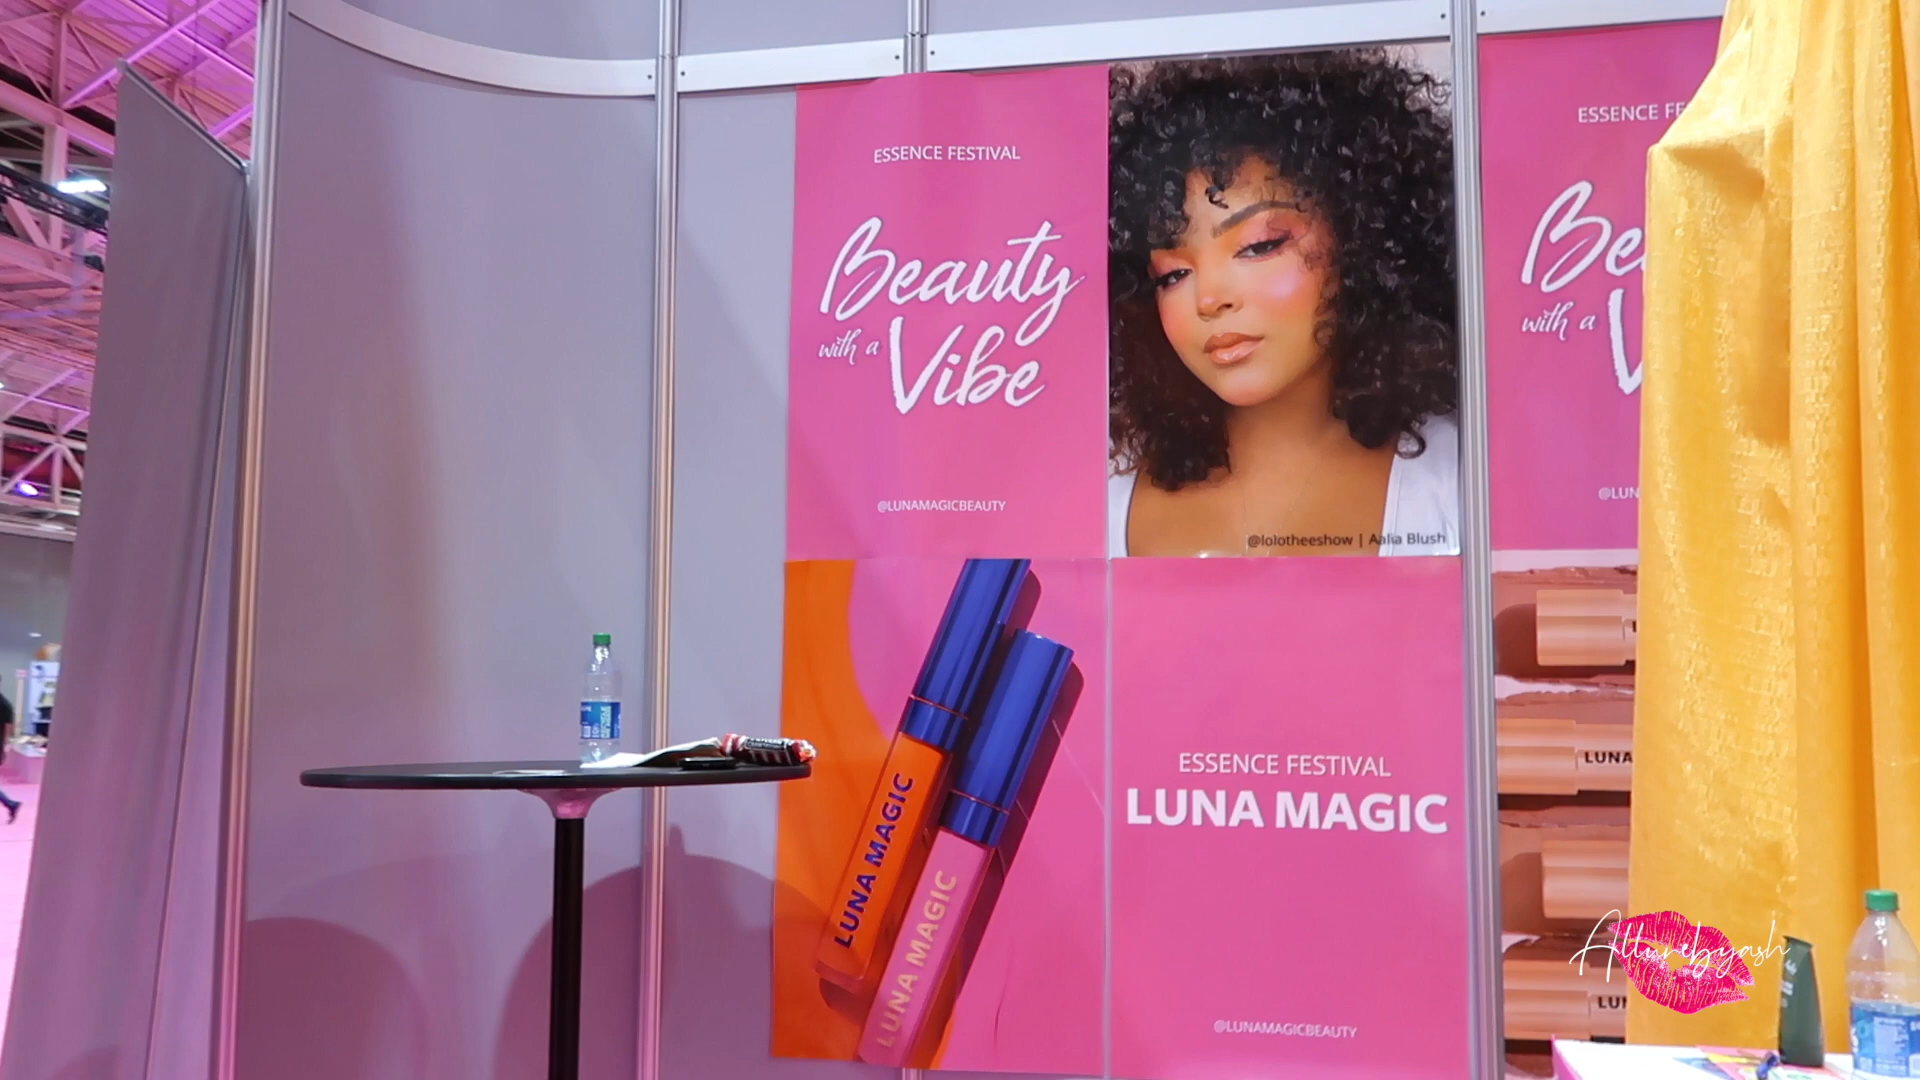 ESSENCE FESTIVAL
Beauty
with a
Vibe
@LUNAMAGICBEAUTY
@lolotheeshow | Aalia Blush
ESSENCE FE
Be
with a
V
@LUN
LUNA MAGIC
LUNA MAGIC
ESSENCE FESTIVAL
LUNA MAGIC
@LUNAMAGICBEAUTY
LUNA
LUN
Allurebyash